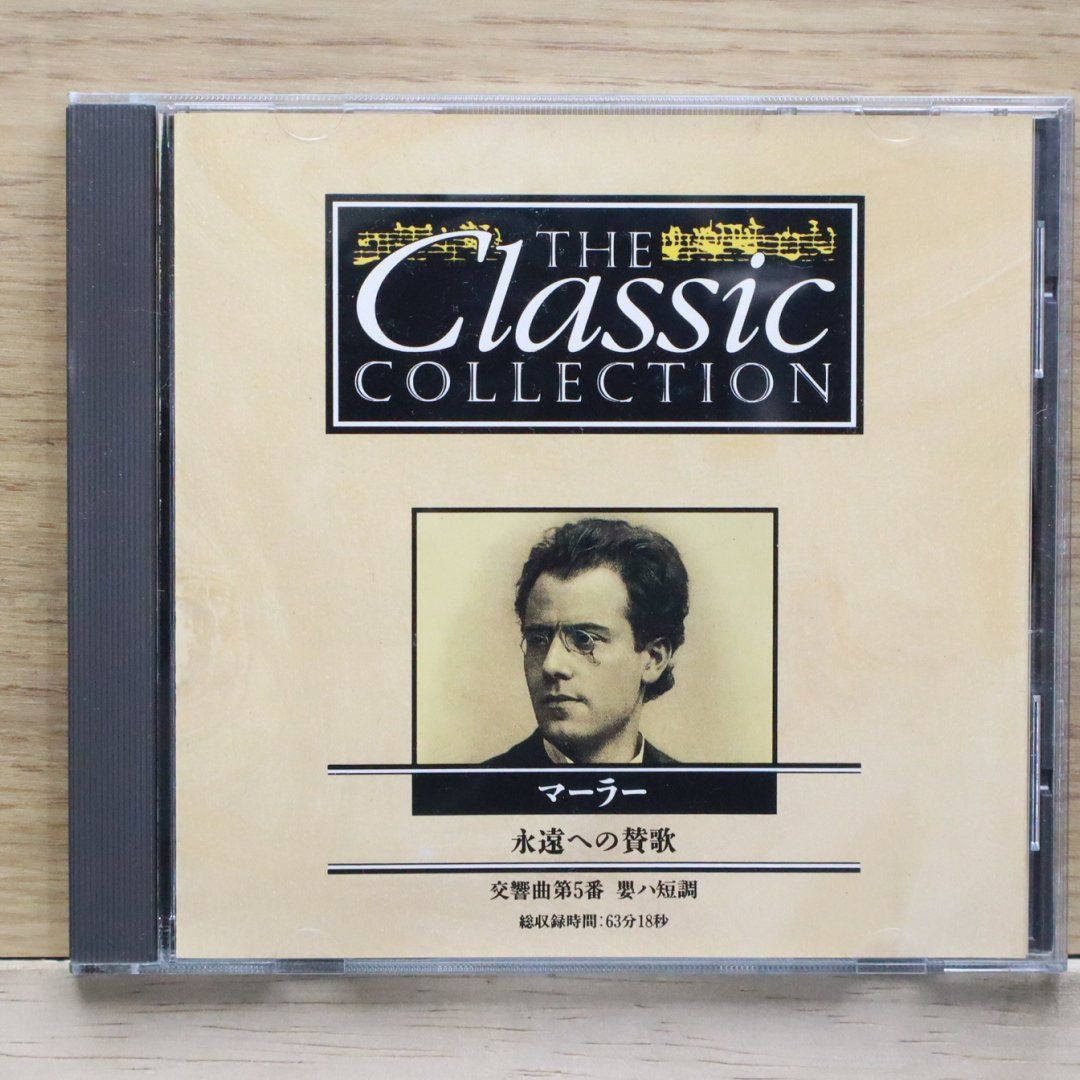 THE
Classic
COLLECTION
マーラー
永遠への賛歌
交響曲第5番 嬰ハ短調
総収録時間:63分18秒